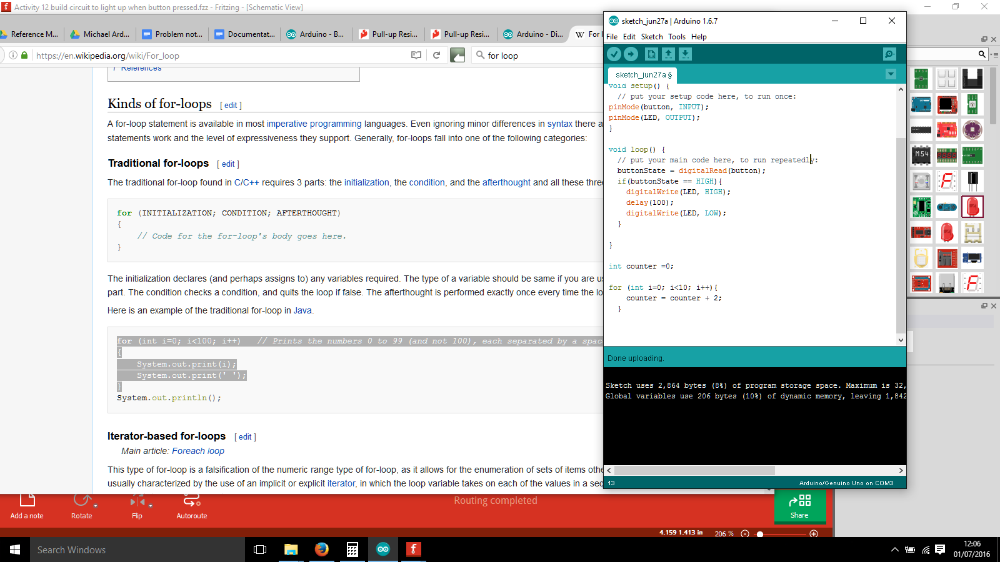 Activity 12 build circuit to light up when button pressed.fzz - Fritzing - [Schematic View]
Reference M...
Michael Ard...
Problem not...
Documentat...
Arduino - B...
Pull-up Resi...
Pull-up Resi...
Arduino - Di...
W For l
https://en.wikipedia.org/wiki/For_loop
for loop
7 References
Kinds of for-loops [ edit ]
A for-loop statement is available in most imperative programming languages. Even ignoring minor differences in syntax there a
statements work and the level of expressiveness they support. Generally, for-loops fall into one of the following categories:
Traditional for-loops [ edit ]
The traditional for-loop found in C/C++ requires 3 parts: the initialization, the condition, and the afterthought and all these three
for (INITIALIZATION; CONDITION; AFTERTHOUGHT)
{
// Code for the for-loop's body goes here.
}
The initialization declares (and perhaps assigns to) any variables required. The type of a variable should be same if you are us
part. The condition checks a condition, and quits the loop if false. The afterthought is performed exactly once every time the lo
Here is an example of the traditional for-loop in Java.
for (int i=0; i<100; i++) // Prints the numbers 0 to 99 (and not 100), each separated by a space
{
System.out.print(i);
System.out.print(' ');
}
System.out.println();
Iterator-based for-loops [ edit ]
Main article: Foreach loop
This type of for-loop is a falsification of the numeric range type of for-loop, as it allows for the enumeration of sets of items othe
usually characterized by the use of an implicit or explicit iterator, in which the loop variable takes on each of the values in a sec
sketch_jun27a | Arduino 1.6.7
File Edit Sketch Tools Help
sketch_jun27a §
void setup() {
// put your setup code here, to run once:
pinMode(button, INPUT);
pinMode(LED, OUTPUT);
}
void loop() {
// put your main code here, to run repeatedly:
buttonState = digitalRead(button);
if(buttonState == HIGH){
digitalWrite(LED, HIGH);
delay(100);
digitalWrite(LED, LOW);
}
}
int counter =0;
for (int i=0; i<10; i++){
counter = counter + 2;
}
Done uploading.
Sketch uses 2,864 bytes (8%) of program storage space. Maximum is 32,
Global variables use 206 bytes (10%) of dynamic memory, leaving 1,842
13
Arduino/Genuino Uno on COM3
M54
Add a note
Rotate
Flip
Autoroute
Routing completed
Share
4.159 1.413 in
206 %
Search Windows
12:06
01/07/2016